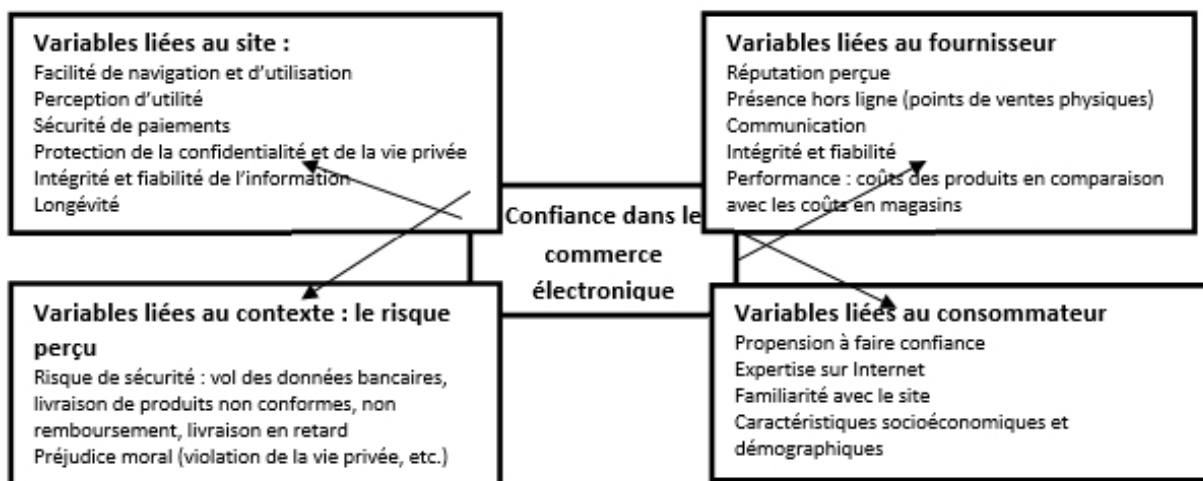 Variables liées au site :
Facilité de navigation et d'utilisation
Perception d'utilité
Sécurité de paiements
Protection de la confidentialité et de la vie privée
Intégrité et fiabilité de l'information
Longévité
Variables liées au fournisseur
Réputation perçue
Présence hors ligne (points de ventes physiques)
Communication
Intégrité et fiabilité
Performance : coûts des produits en comparaison
avec les coûts en magasins
Confiance dans le
commerce
électronique
Variables liées au contexte : le risque
perçu
Risque de sécurité : vol des données bancaires,
livraison de produits non conformes, non
remboursement, livraison en retard
Préjudice moral (violation de la vie privée, etc.)
Variables liées au consommateur
Propension à faire confiance
Expertise sur Internet
Familiarité avec le site
Caractéristiques socioéconomiques et
démographiques